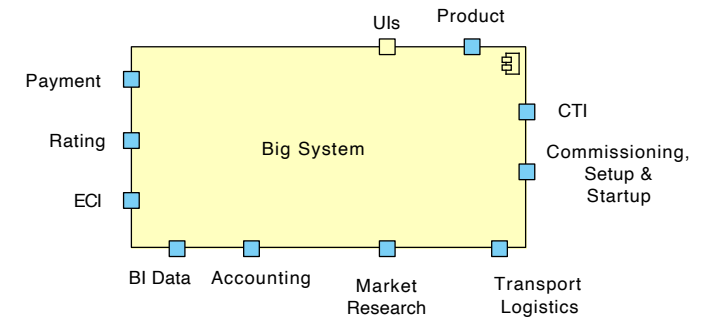 UIs
Product
Payment
CTI
Rating
Big System
Commissioning,
Setup &
Startup
ECI
BI Data
Accounting
Market
Research
Transport
Logistics